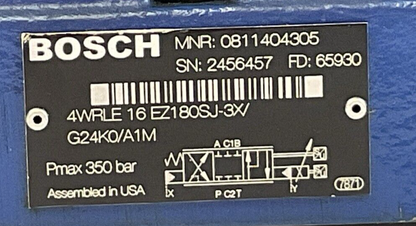 BOSCH MNR: 0811404305
SN: 2456457 FD: 65930
4WRLE 16 EZ180SJ-3X/
G24K0/A1M
Pmax 350 bar
Assembled in USA
A C1B
X P C2T Y
7871